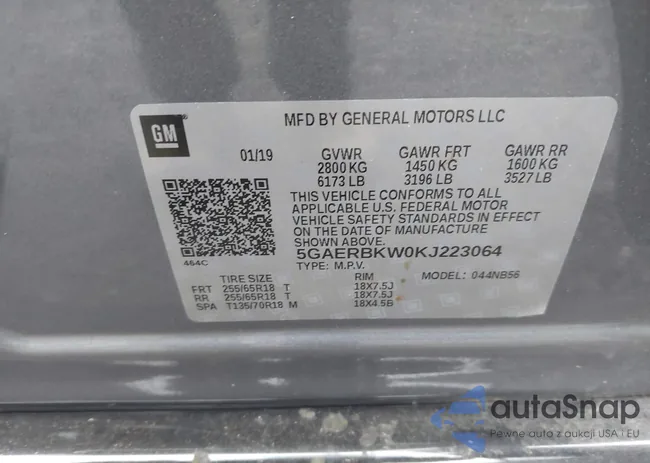 GM
MFD BY GENERAL MOTORS LLC
01/19 GVWR GAWR FRT GAWR RR
2800 KG 1450 KG 1600 KG
6173 LB 3196 LB 3527 LB
THIS VEHICLE CONFORMS TO ALL
APPLICABLE U.S. FEDERAL MOTOR
VEHICLE SAFETY STANDARDS IN EFFECT
ON THE DATE OF MANUFACTURE
SHOWN ABOVE.
464C
5GAERBKW0KJ223064
TYPE: M.P.V. MODEL: 044NB56
TIRE SIZE RIM
FRT 255/65R18 T 18X7.5J
RR 255/65R18 T 18X7.5J
SPA T135/70R18 M 18X4.5B
autaSnap
Pewne auta z aukcji USA i EU